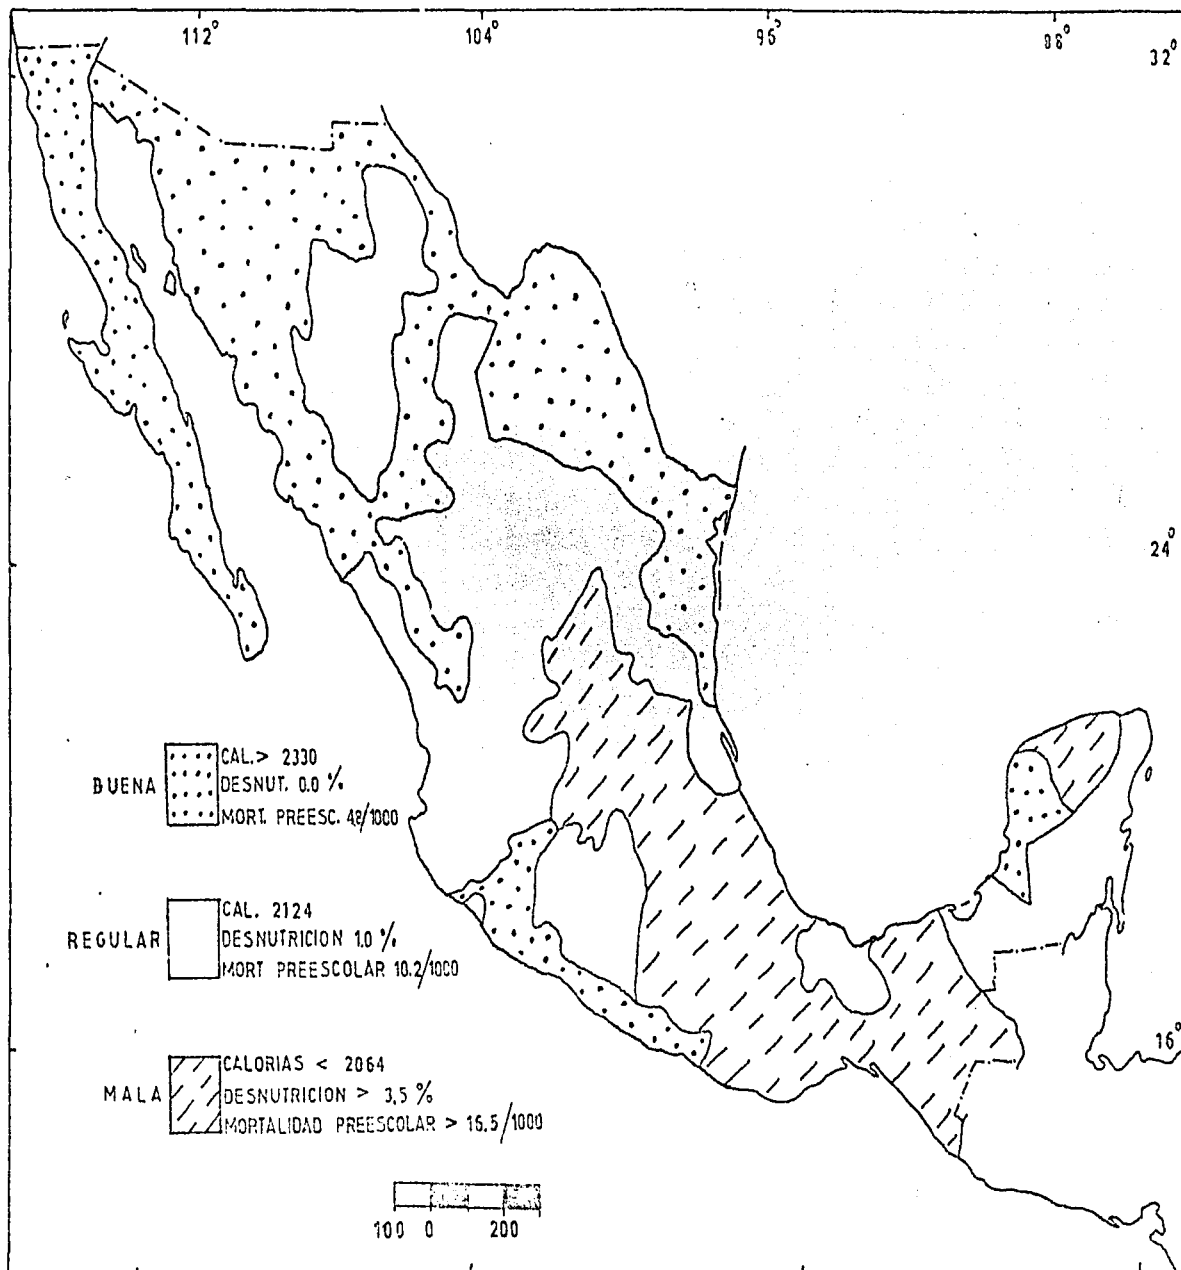 112° 104° 96° 88°
32°
24°
16°
BUENA
CAL.> 2330
DESNUT. 0.0 %
MORT. PREESC. 48/1000
REGULAR
CAL. 2124
DESNUTRICION 1.0 %
MORT PREESCOLAR 10.2/1000
MALA
CALORIAS < 2064
DESNUTRICION > 3,5 %
MORTALIDAD PREESCOLAR > 16.5/1000
100 0 200